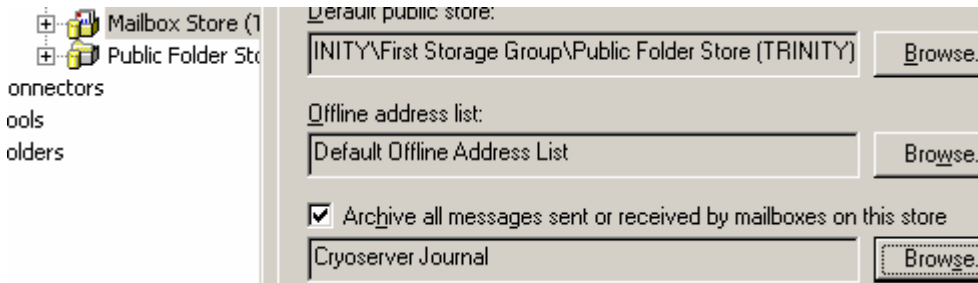 Mailbox Store (T
Public Folder Sto
onnectors
ools
olders
Default public store:
INITY\First Storage Group\Public Folder Store (TRINITY)
Browse.
Offline address list:
Default Offline Address List
Browse.
Archive all messages sent or received by mailboxes on this store
Cryoserver Journal
Browse.